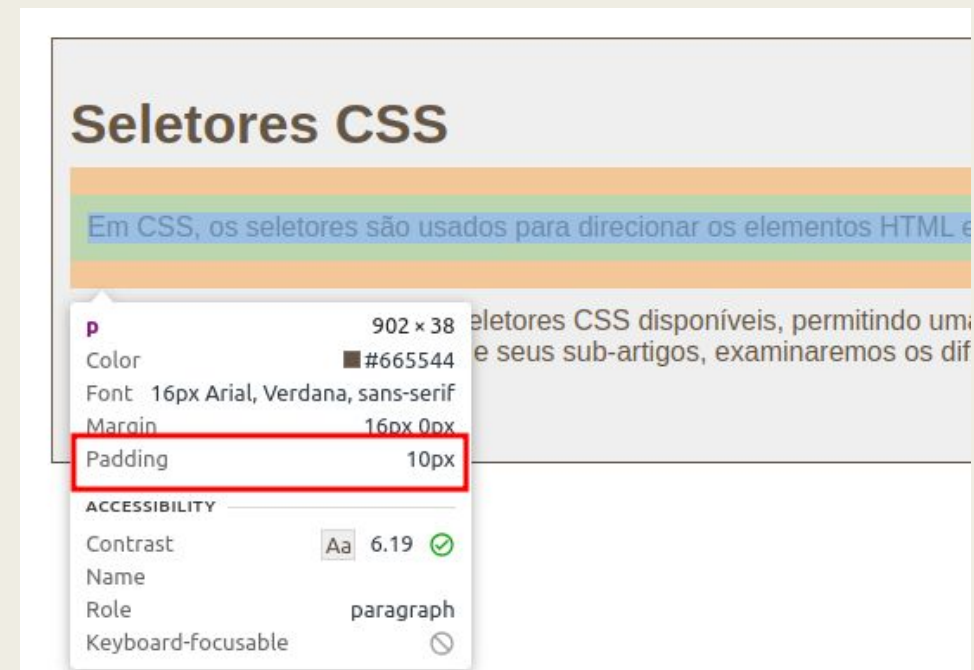 Seletores CSS
Em CSS, os seletores são usados para direcionar os elementos HTML e
eletores CSS disponíveis, permitindo uma
e seus sub-artigos, examinaremos os dif
p 902 × 38
Color #665544
Font 16px Arial, Verdana, sans-serif
Margin 16px 0px
Padding 10px
ACCESSIBILITY
Contrast Aa 6.19
Name
Role paragraph
Keyboard-focusable